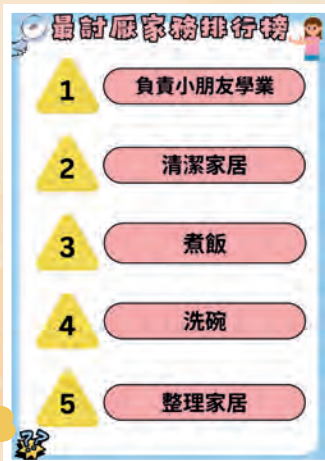 最討厭家務排行榜
1 負責小朋友學業
2 清潔家居
3 煮飯
4 洗碗
5 整理家居